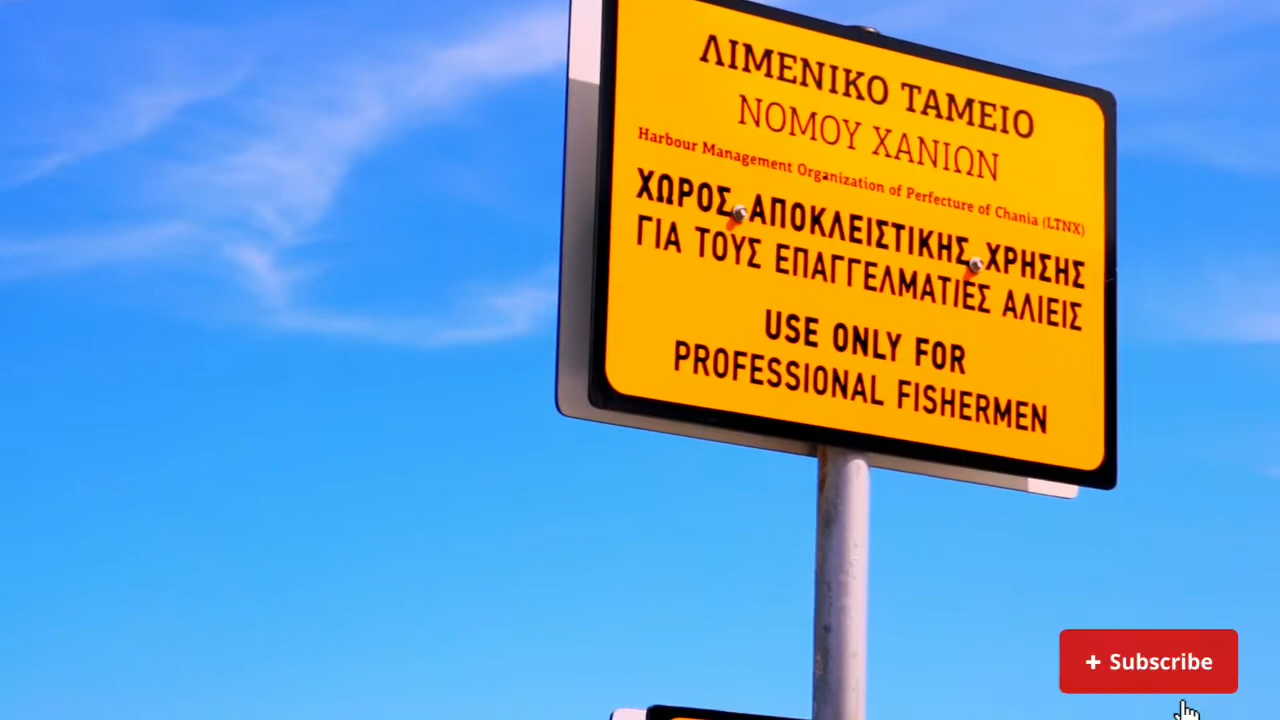 ΛΙΜΕΝΙΚΟ ΤΑΜΕΙΟ
ΝΟΜΟΥ ΧΑΝΙΩΝ
Harbour Management Organization of Perfecture of Chania (LTNX)
ΧΩΡΟΣ ΑΠΟΚΛΕΙΣΤΙΚΗΣ ΧΡΗΣΗΣ
ΓΙΑ ΤΟΥΣ ΕΠΑΓΓΕΛΜΑΤΙΕΣ ΑΛΙΕΙΣ
USE ONLY FOR
PROFESSIONAL FISHERMEN
+ Subscribe